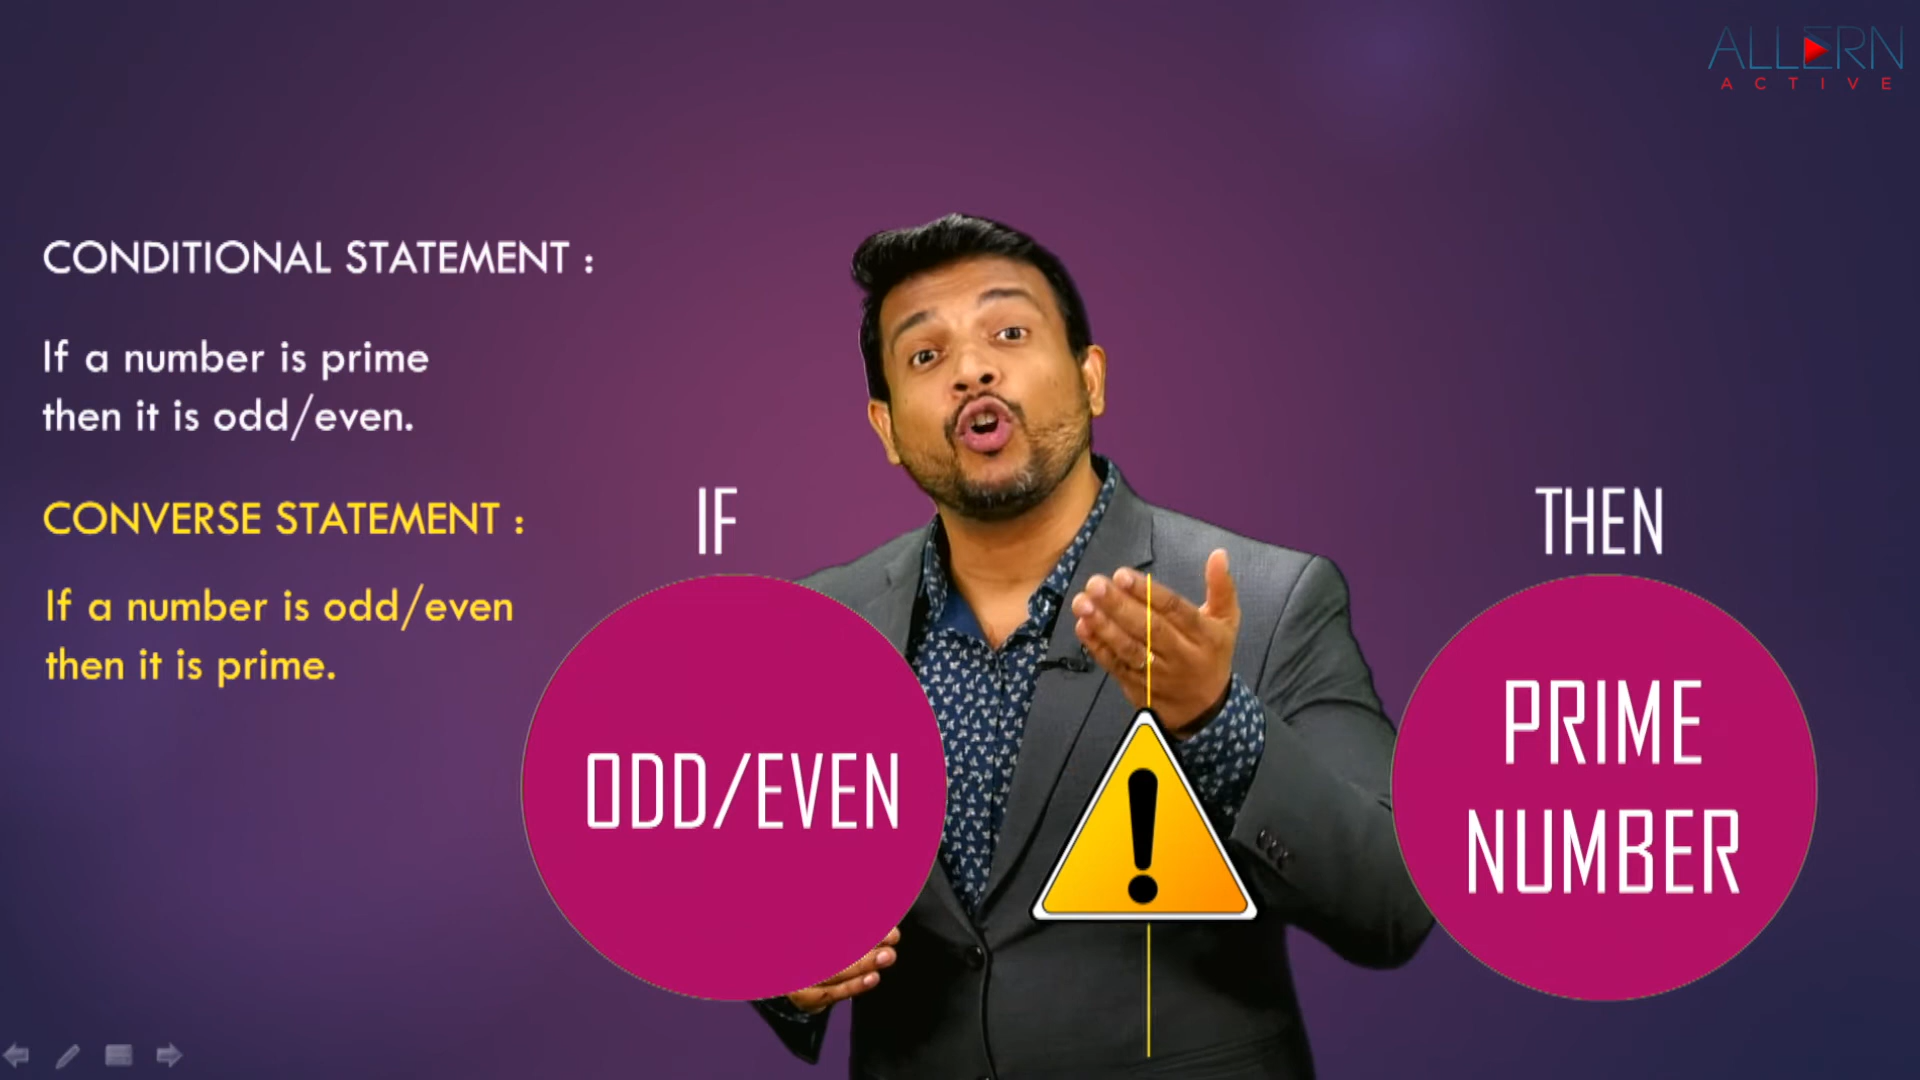 ALLERN
ACTIVE
CONDITIONAL STATEMENT :
If a number is prime
then it is odd/even.
CONVERSE STATEMENT :
If a number is odd/even
then it is prime.
IF
THEN
ODD/EVEN
!
PRIME
NUMBER